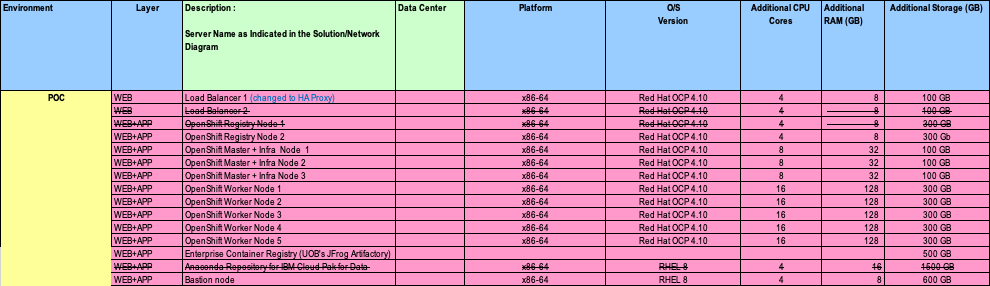 Environment Layer Description : Data Center Platform O/S Version Additional CPU Cores Additional RAM (GB) Additional Storage (GB)
Server Name as Indicated in the Solution/Network
Diagram
POC WEB Load Balancer 1 (changed to HA Proxy) x86-64 Red Hat OCP 4.10 4 8 100 GB
WEB Load Balancer 2 x86-64 Red Hat OCP 4.10 4 8 100 GB
WEB+APP OpenShift Registry Node 1 x86-64 Red Hat OCP 4.10 4 8 300 GB
WEB+APP OpenShift Registry Node 2 x86-64 Red Hat OCP 4.10 4 8 300 Gb
WEB+APP OpenShift Master + Infra Node 1 x86-64 Red Hat OCP 4.10 8 32 100 GB
WEB+APP OpenShift Master + Infra Node 2 x86-64 Red Hat OCP 4.10 8 32 100 GB
WEB+APP OpenShift Master + Infra Node 3 x86-64 Red Hat OCP 4.10 8 32 100 GB
WEB+APP OpenShift Worker Node 1 x86-64 Red Hat OCP 4.10 16 128 300 GB
WEB+APP OpenShift Worker Node 2 x86-64 Red Hat OCP 4.10 16 128 300 GB
WEB+APP OpenShift Worker Node 3 x86-64 Red Hat OCP 4.10 16 128 300 GB
WEB+APP OpenShift Worker Node 4 x86-64 Red Hat OCP 4.10 16 128 300 GB
WEB+APP OpenShift Worker Node 5 x86-64 Red Hat OCP 4.10 16 128 300 GB
WEB+APP Enterprise Container Registry (UOB's JFrog Artifactory) 500 GB
WEB+APP Anaconda Repository for IBM Cloud Pak for Data x86-64 RHEL 8 4 16 1500 GB
WEB+APP Bastion node x86-64 RHEL 8 4 8 600 GB